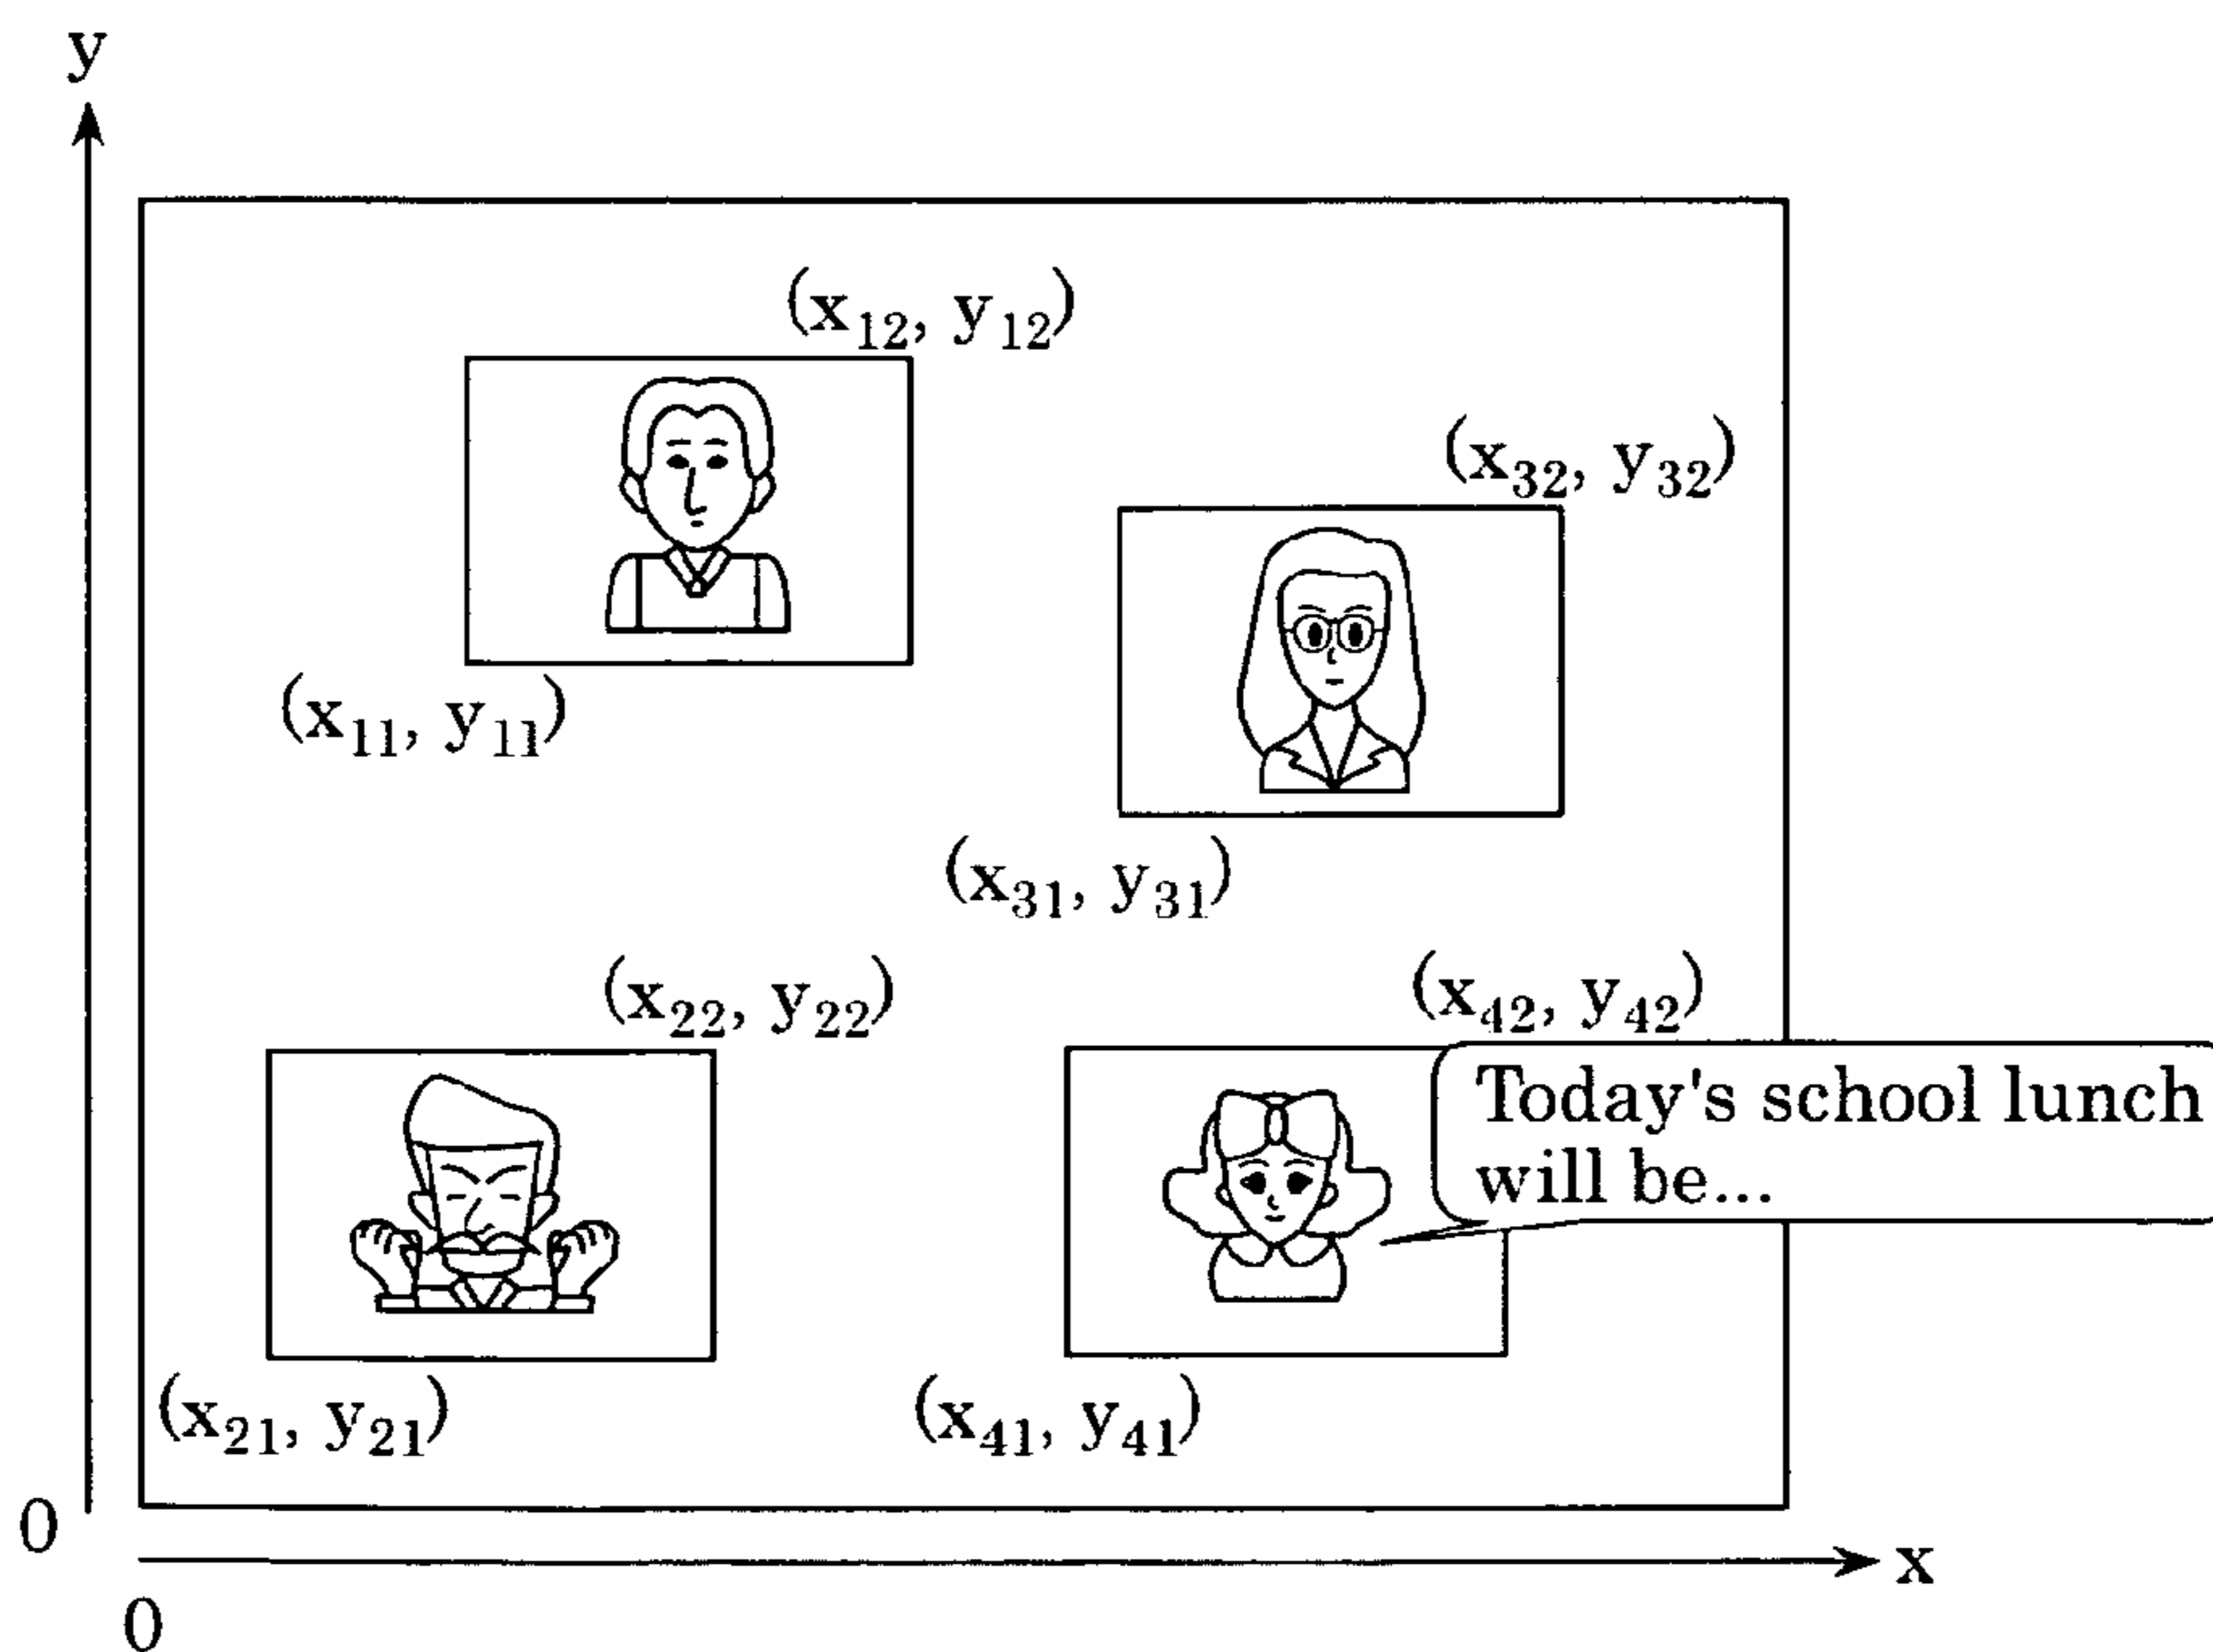 y
(x12, y12)
(x32, y32)
(x11, y11)
(x31, y31)
(x22, y22)
(x42, y42)
Today's school lunch
will be...
(x21, y21)
(x41, y41)
0
x
0